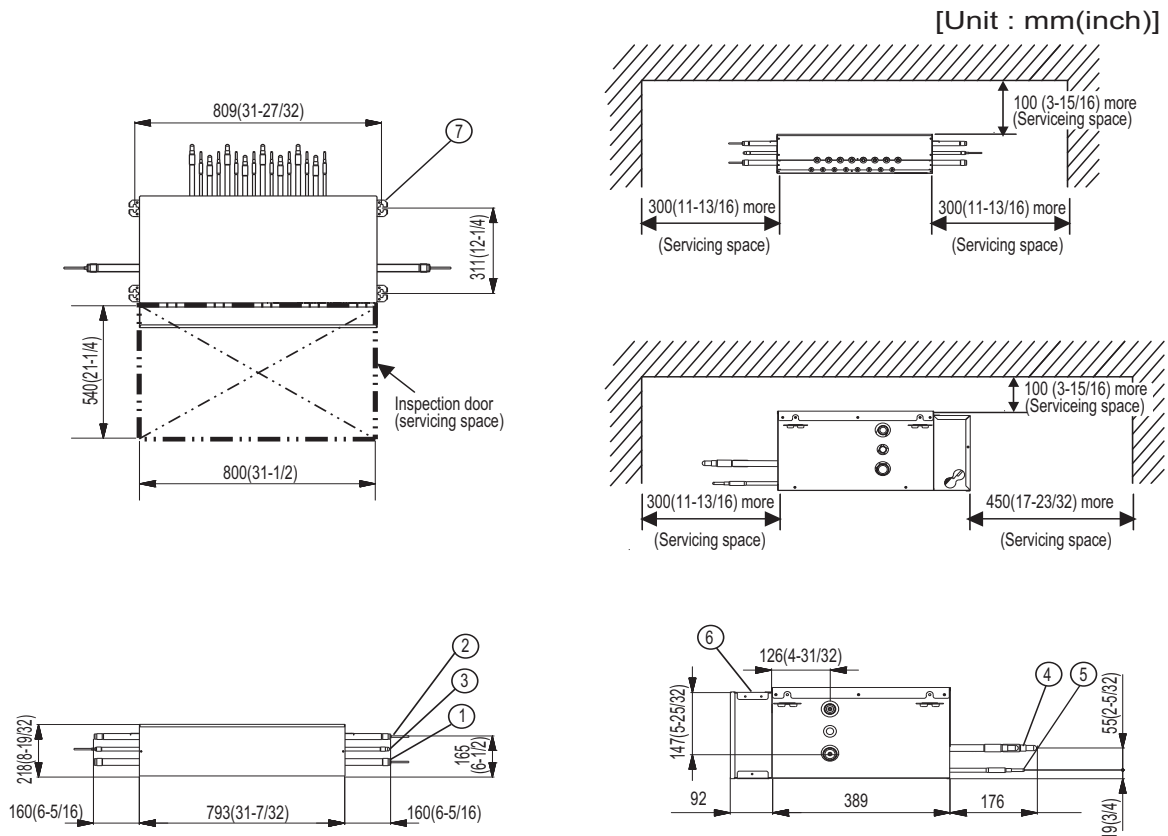 [Unit : mm(inch)]
809(31-27/32)
7
311(12-1/4)
540(21-1/4)
Inspection door
(servicing space)
800(31-1/2)
100 (3-15/16) more
(Serviceing space)
300(11-13/16) more
(Servicing space)
300(11-13/16) more
(Servicing space)
100 (3-15/16) more
(Serviceing space)
300(11-13/16) more
(Servicing space)
450(17-23/32) more
(Servicing space)
2
3
1
218(8-19/32)
165
(6-1/2)
160(6-5/16)
793(31-7/32)
160(6-5/16)
6
126(4-31/32)
4
5
147(5-25/32)
55(2-5/32)
92
389
176
19(3/4)